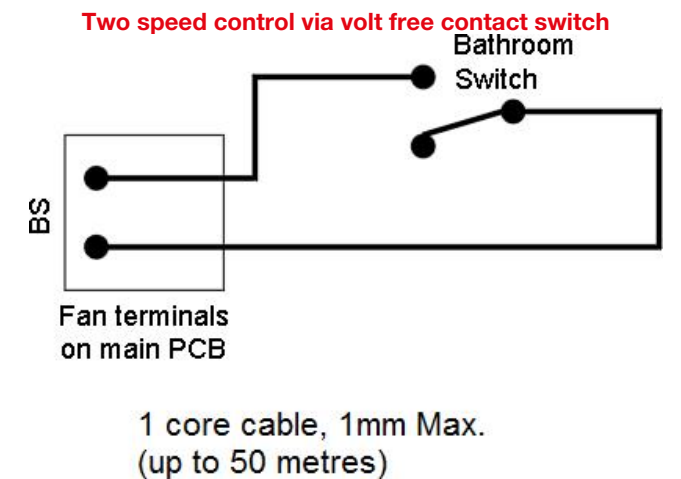 Two speed control via volt free contact switch
Bathroom
Switch
BS
Fan terminals
on main PCB
1 core cable, 1mm Max.
(up to 50 metres)